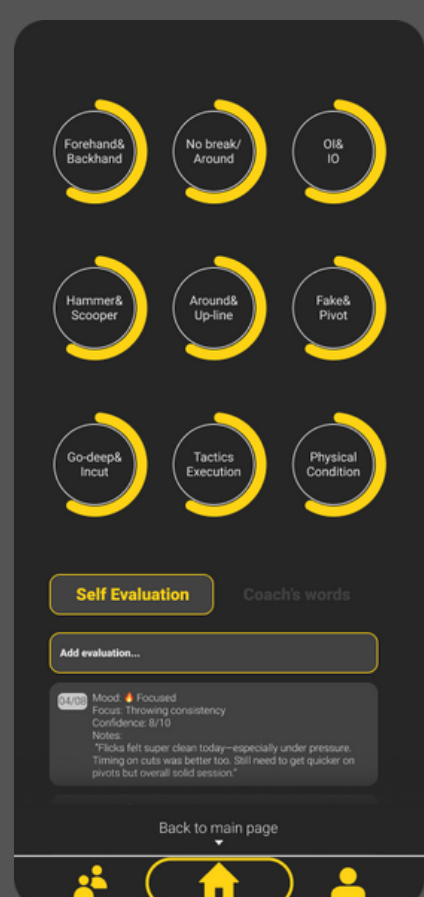 Forehand&
Backhand
No break/
Around
OI&
IO
Hammer&
Scooper
Around&
Up-line
Fake&
Pivot
Go-deep&
Incut
Tactics
Execution
Physical
Condition
Self Evaluation
Coach's words
Add evaluation...
04/08
Mood: 🔥 Focused
Focus: Throwing consistency
Confidence: 8/10
Notes:
"Flicks felt super clean today—especially under pressure.
Timing on cuts was better too. Still need to get quicker on
pivots but overall solid session."
Back to main page